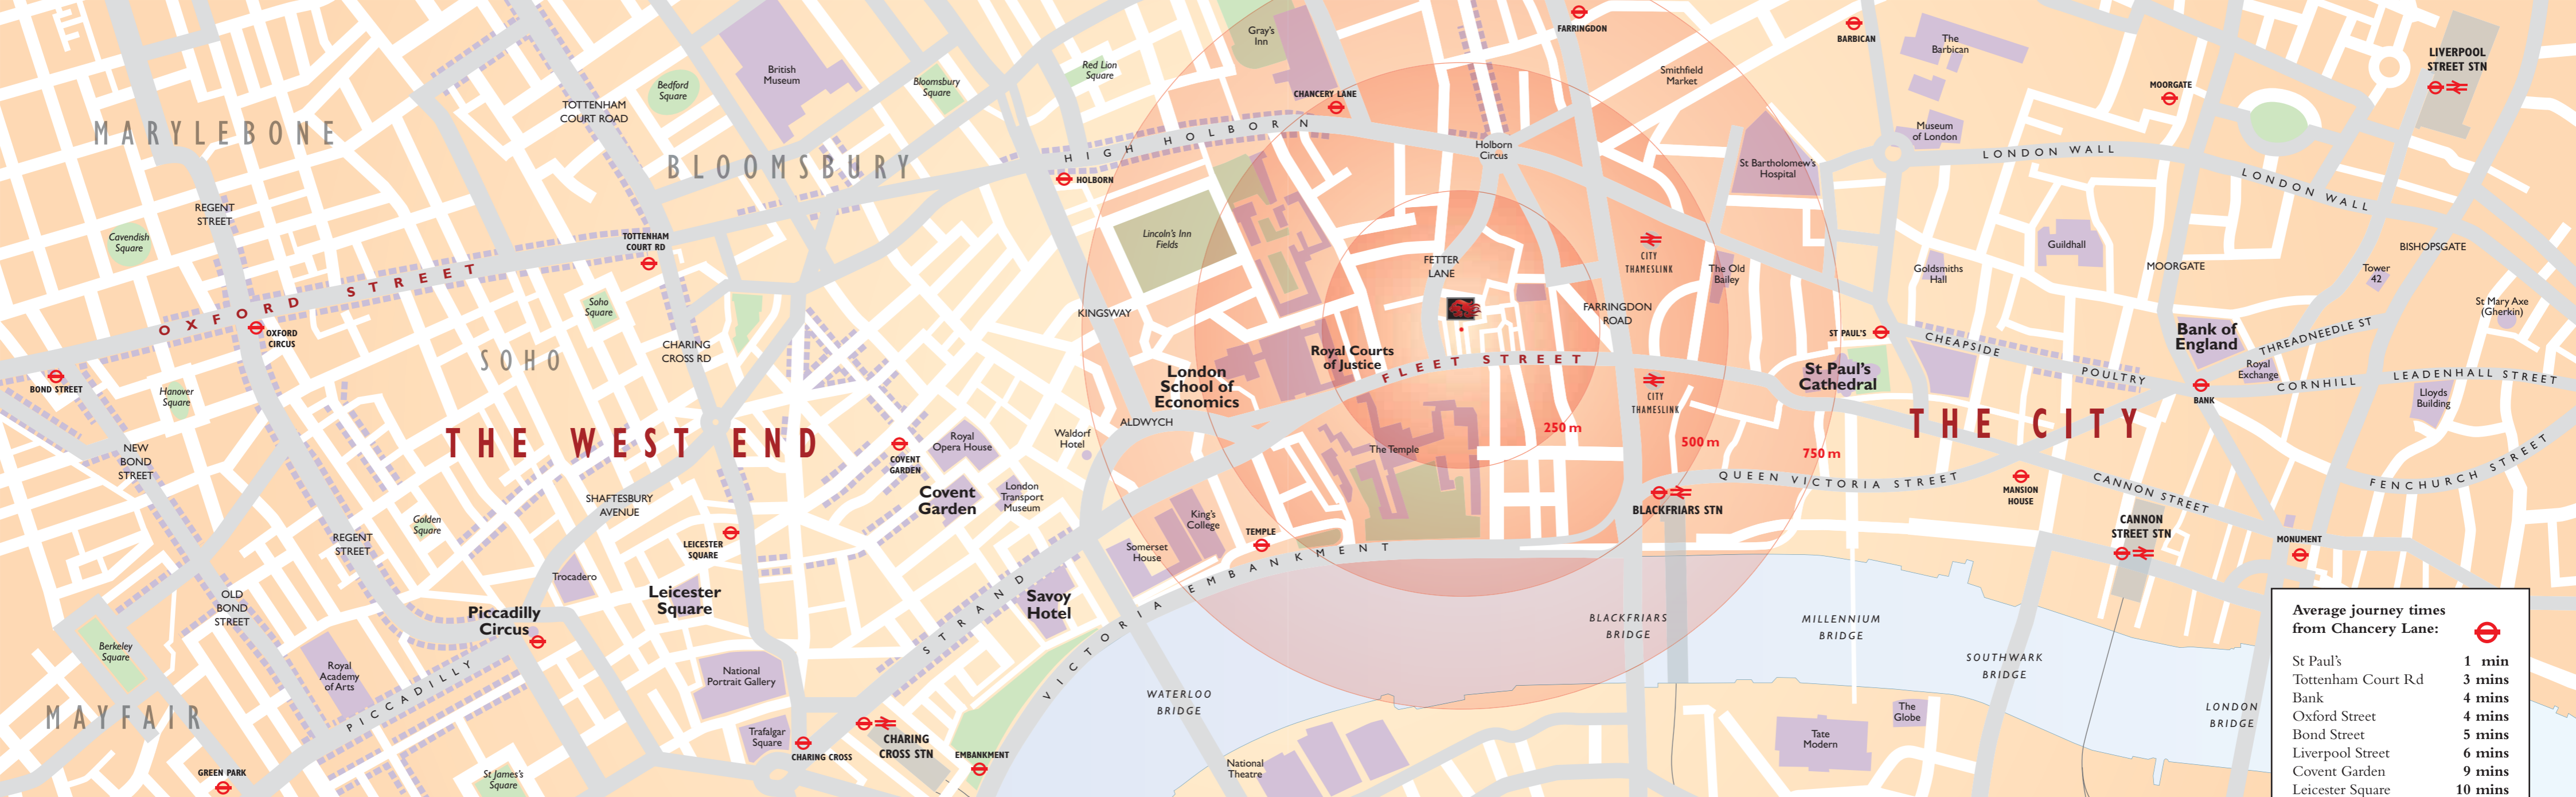 Gray's
Inn
FARRINGDON
BARBICAN
The
Barbican
LIVERPOOL
STREET STN
MOORGATE
British
Museum
Bedford
Square
Bloomsbury
Square
Red Lion
Square
CHANCERY LANE
Smithfield
Market
TOTTENHAM
COURT ROAD
MARYLEBONE
BLOOMSBURY
HIGH HOLBORN
HOLBORN
Holborn
Circus
St Bartholomew's
Hospital
Museum
of London
LONDON WALL
LONDON WALL
REGENT
STREET
Cavendish
Square
TOTTENHAM
COURT RD
Lincoln's Inn
Fields
FETTER
LANE
CITY
THAMESLINK
The Old
Bailey
Goldsmiths
Hall
Guildhall
MOORGATE
BISHOPSGATE
Tower
42
St Mary Axe
(Gherkin)
OXFORD STREET
OXFORD
CIRCUS
Soho
Square
KINGSWAY
FARRINGDON
ROAD
ST PAUL'S
CHEAPSIDE
POULTRY
Bank of
England
THREADNEEDLE ST
Royal
Exchange
CORNHILL
LEADENHALL STREET
Lloyds
Building
BANK
SOHO
CHARING
CROSS RD
BOND STREET
Hanover
Square
London
School of
Economics
Royal Courts
of Justice
FLEET STREET
CITY
THAMESLINK
St Paul's
Cathedral
THE WEST END
THE CITY
NEW
BOND
STREET
COVENT
GARDEN
Royal
Opera House
Waldorf
Hotel
ALDWYCH
The Temple
250 m
500 m
750 m
QUEEN VICTORIA STREET
MANSION
HOUSE
CANNON STREET
FENCHURCH STREET
SHAFTESBURY
AVENUE
Covent
Garden
London
Transport
Museum
King's
College
Somerset
House
TEMPLE
BLACKFRIARS STN
CANNON
STREET STN
MONUMENT
Golden
Square
REGENT
STREET
LEICESTER
SQUARE
Trocadero
Leicester
Square
Piccadilly
Circus
OLD
BOND
STREET
STRAND
Savoy
Hotel
VICTORIA EMBANKMENT
BLACKFRIARS
BRIDGE
MILLENNIUM
BRIDGE
SOUTHWARK
BRIDGE
LONDON
BRIDGE
WATERLOO
BRIDGE
Berkeley
Square
Royal
Academy
of Arts
PICCADILLY
National
Portrait Gallery
MAYFAIR
Trafalgar
Square
CHARING CROSS
CHARING
CROSS STN
EMBANKMENT
National
Theatre
Tate
Modern
The
Globe
GREEN PARK
St James's
Square
Average journey times
from Chancery Lane:
St Paul's 1 min
Tottenham Court Rd 3 mins
Bank 4 mins
Oxford Street 4 mins
Bond Street 5 mins
Liverpool Street 6 mins
Covent Garden 9 mins
Leicester Square 10 mins